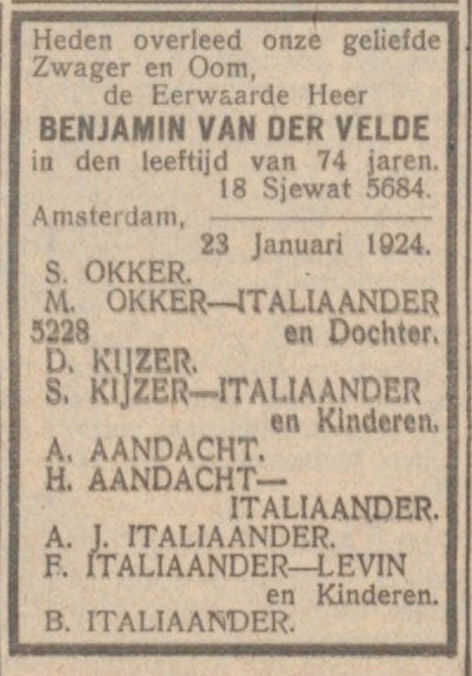 Heden overleed onze geliefde
Zwager en Oom,
de Eerwaarde Heer
BENJAMIN VAN DER VELDE
in den leeftijd van 74 jaren.
18 Sjewat 5684.
Amsterdam,
23 Januari 1924.
S. OKKER.
M. OKKER—ITALIAANDER
5228 en Dochter.
D. KIJZER.
S. KIJZER—ITALIAANDER
en Kinderen.
A. AANDACHT.
H. AANDACHT—
ITALIAANDER.
A. J. ITALIAANDER.
F. ITALIAANDER—LEVIN
en Kinderen.
B. ITALIAANDER.